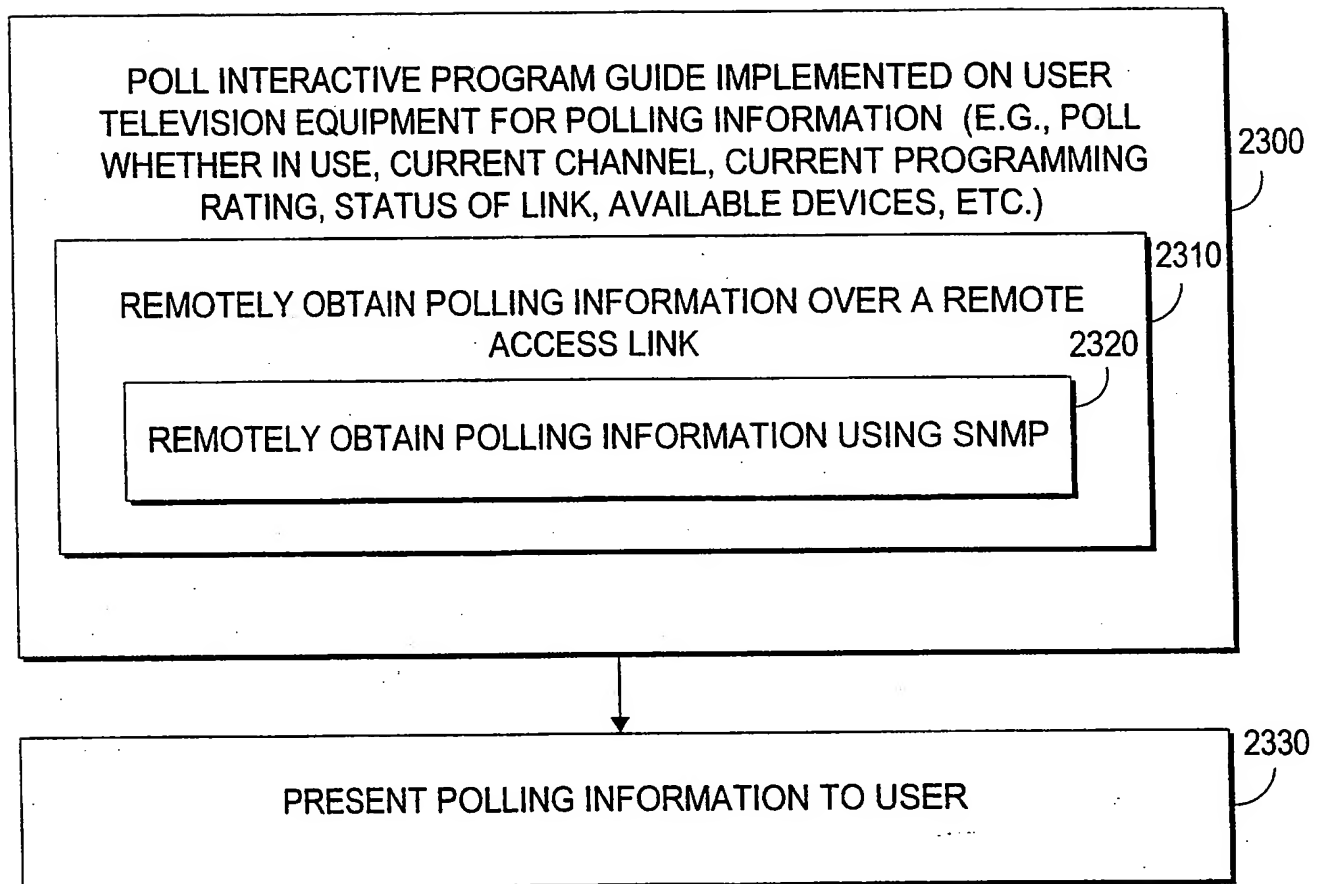 POLL INTERACTIVE PROGRAM GUIDE IMPLEMENTED ON USER
TELEVISION EQUIPMENT FOR POLLING INFORMATION (E.G., POLL
WHETHER IN USE, CURRENT CHANNEL, CURRENT PROGRAMMING
RATING, STATUS OF LINK, AVAILABLE DEVICES, ETC.)
2300
2310
REMOTELY OBTAIN POLLING INFORMATION OVER A REMOTE
ACCESS LINK
2320
REMOTELY OBTAIN POLLING INFORMATION USING SNMP
2330
PRESENT POLLING INFORMATION TO USER